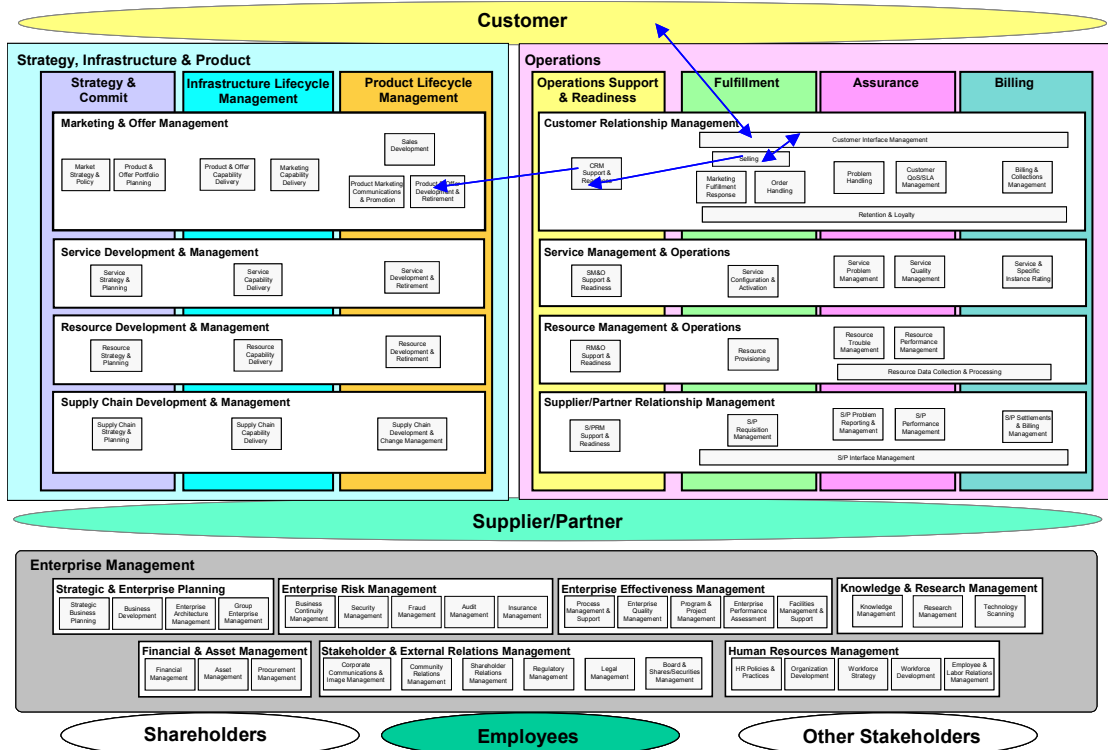 Customer
Strategy, Infrastructure & Product
Operations
Strategy &
Commit
Infrastructure Lifecycle
Management
Product Lifecycle
Management
Operations Support
& Readiness
Fulfillment
Assurance
Billing
Marketing & Offer Management
Market
Strategy &
Policy
Product &
Offer Portfolio
Planning
Product & Offer
Capability
Delivery
Marketing
Capability
Delivery
Sales
Development
Product Marketing
Communications
& Promotion
Product & Offer
Development &
Retirement
Customer Relationship Management
Customer Interface Management
Selling
CRM
Support &
Readiness
Marketing
Fulfillment
Response
Order
Handling
Problem
Handling
Customer
QoS/SLA
Management
Billing &
Collections
Management
Retention & Loyalty
Service Development & Management
Service
Strategy &
Planning
Service
Capability
Delivery
Service
Development &
Retirement
Service Management & Operations
SM&O
Support &
Readiness
Service
Configuration &
Activation
Service
Problem
Management
Service
Quality
Management
Service &
Specific
Instance Rating
Resource Development & Management
Resource
Strategy &
Planning
Resource
Capability
Delivery
Resource
Development &
Retirement
Resource Management & Operations
RM&O
Support &
Readiness
Resource
Provisioning
Resource
Trouble
Management
Resource
Performance
Management
Resource Data Collection & Processing
Supply Chain Development & Management
Supply Chain
Strategy &
Planning
Supply Chain
Capability
Delivery
Supply Chain
Development &
Change Management
Supplier/Partner Relationship Management
S/PRM
Support &
Readiness
S/P
Requisition
Management
S/P Problem
Reporting &
Management
S/P
Performance
Management
S/P Settlements
& Billing
Management
S/P Interface Management
Supplier/Partner
Enterprise Management
Strategic & Enterprise Planning
Strategic
Business
Planning
Business
Development
Enterprise
Architecture
Management
Group
Enterprise
Management
Enterprise Risk Management
Business
Continuity
Management
Security
Management
Fraud
Management
Audit
Management
Insurance
Management
Enterprise Effectiveness Management
Process
Management &
Support
Enterprise
Quality
Management
Program &
Project
Management
Enterprise
Performance
Assessment
Facilities
Management &
Support
Knowledge & Research Management
Knowledge
Management
Research
Management
Technology
Scanning
Financial & Asset Management
Financial
Management
Asset
Management
Procurement
Management
Stakeholder & External Relations Management
Corporate
Communications &
Image Management
Community
Relations
Management
Shareholder
Relations
Management
Regulatory
Management
Legal
Management
Board &
Shares/Securities
Management
Human Resources Management
HR Policies &
Practices
Organization
Development
Workforce
Strategy
Workforce
Development
Employee &
Labor Relations
Management
Shareholders
Employees
Other Stakeholders